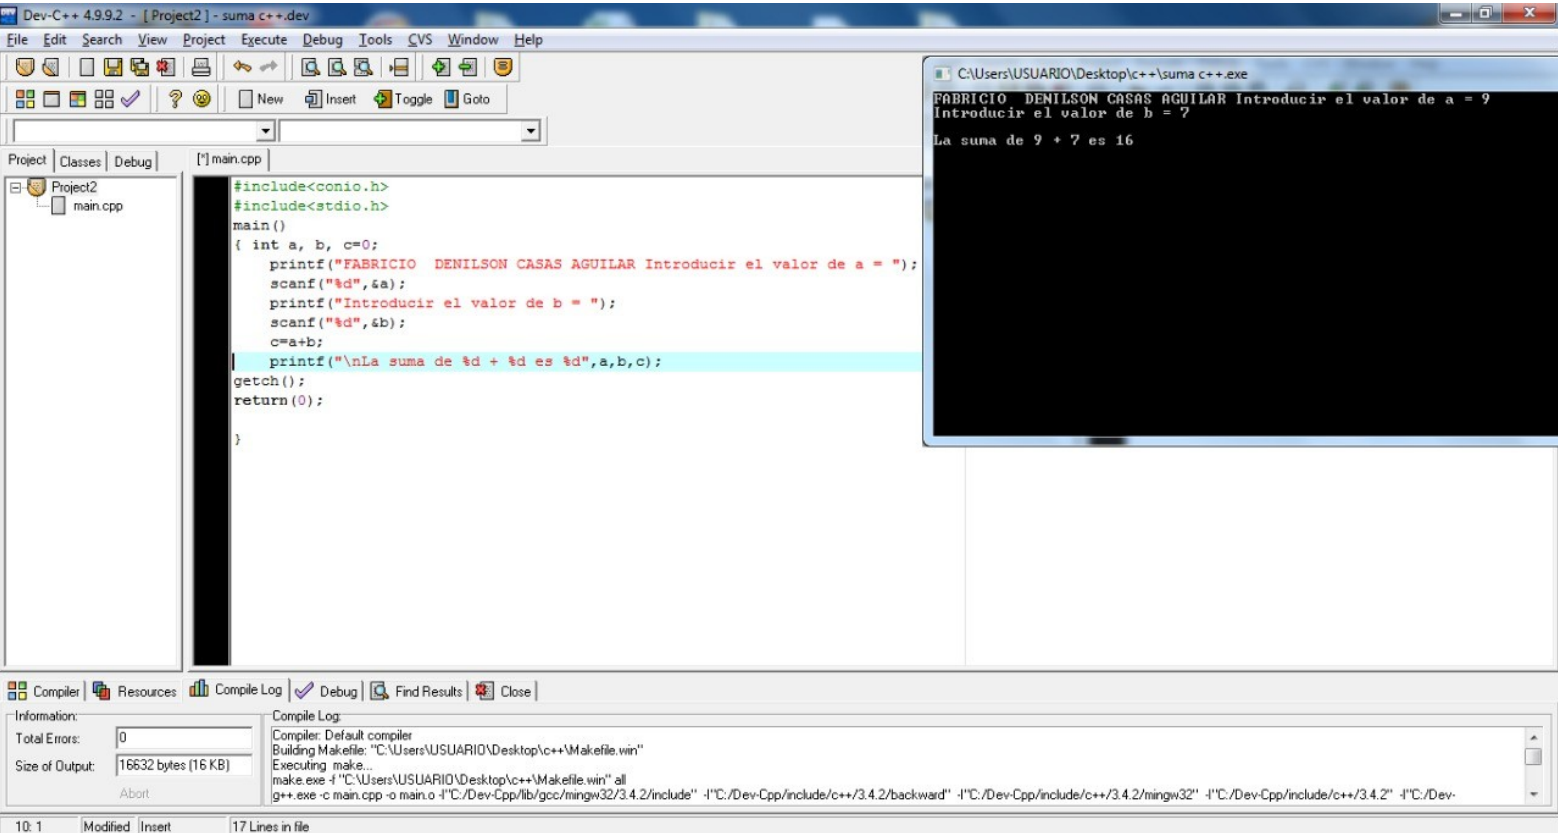 Dev-C++ 4.9.9.2 - [ Project2 ] - suma c++.dev
File Edit Search View Project Execute Debug Tools CVS Window Help
New Insert Toggle Goto
Project Classes Debug
[*] main.cpp
Project2
main.cpp
#include<conio.h>
#include<stdio.h>
main()
{ int a, b, c=0;
    printf("FABRICIO  DENILSON CASAS AGUILAR Introducir el valor de a = ");
    scanf("%d",&a);
    printf("Introducir el valor de b = ");
    scanf("%d",&b);
    c=a+b;
    printf("\nLa suma de %d + %d es %d",a,b,c);
getch();
return(0);
}
C:\Users\USUARIO\Desktop\c++\suma c++.exe
FABRICIO  DENILSON CASAS AGUILAR Introducir el valor de a = 9
Introducir el valor de b = 7
La suma de 9 + 7 es 16
Compiler Resources Compile Log Debug Find Results Close
Information:
Total Errors: 0
Size of Output: 16632 bytes (16 KB)
Abort
Compile Log:
Compiler: Default compiler
Building Makefile: "C:\Users\USUARIO\Desktop\c++\Makefile.win"
Executing  make...
make.exe -f "C:\Users\USUARIO\Desktop\c++\Makefile.win" all
g++.exe -c main.cpp -o main.o -I"C:/Dev-Cpp/lib/gcc/mingw32/3.4.2/include"  -I"C:/Dev-Cpp/include/c++/3.4.2/backward"  -I"C:/Dev-Cpp/include/c++/3.4.2/mingw32"  -I"C:/Dev-Cpp/include/c++/3.4.2"  -I"C:/Dev-
10: 1 Modified Insert 17 Lines in file